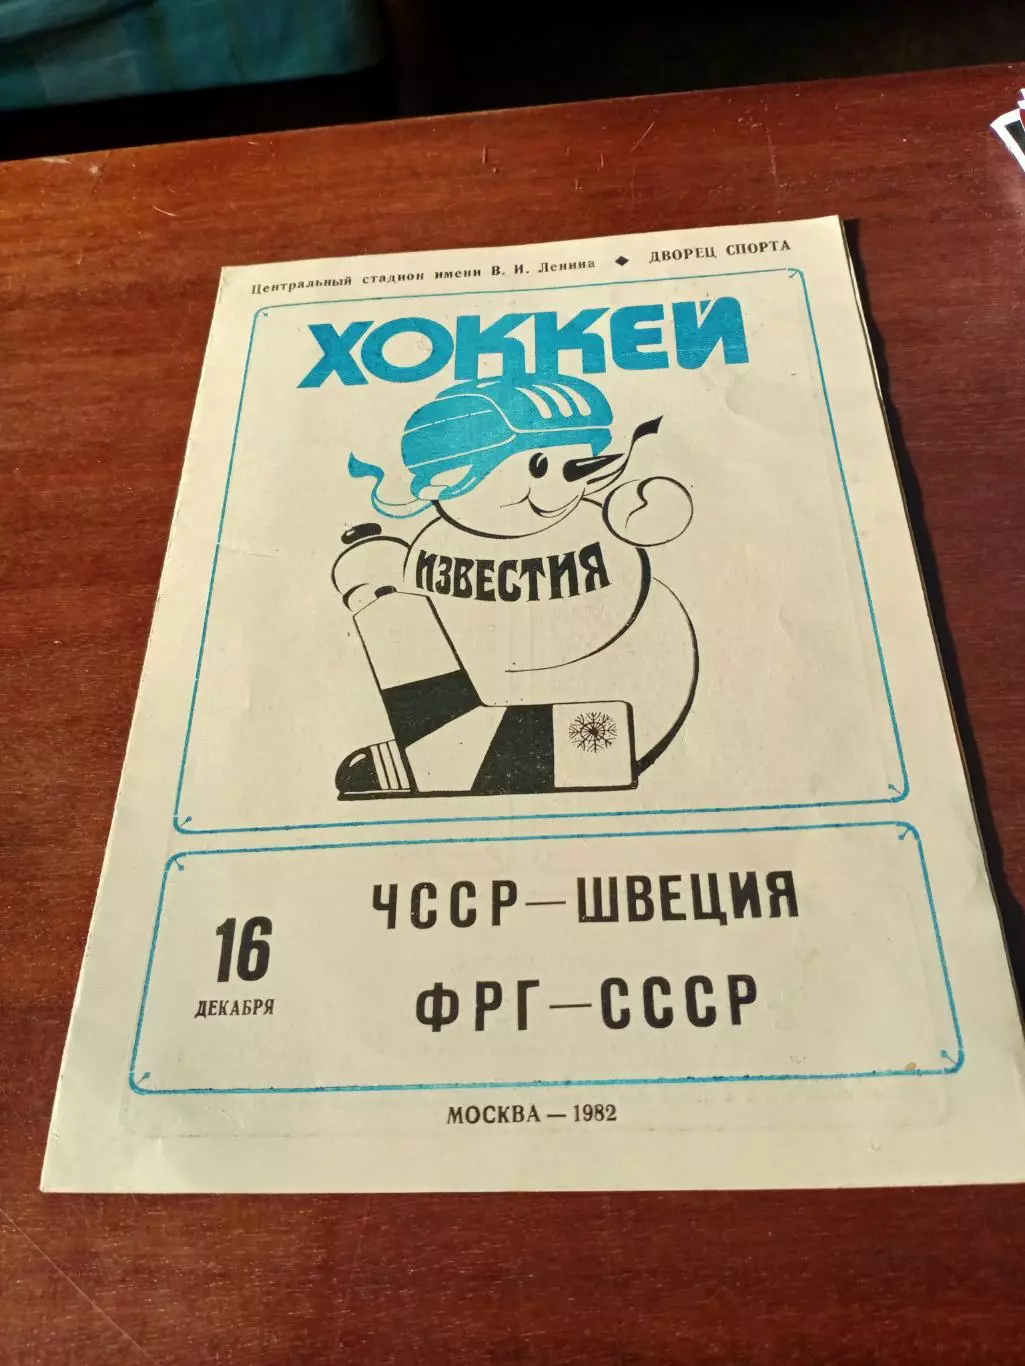 Центральный стадион имени В. И. Ленина ◆ ДВОРЕЦ СПОРТА
ХОККЕЙ
ИЗВЕСТИЯ
16
ДЕКАБРЯ
ЧССР—ШВЕЦИЯ
ФРГ—СССР
МОСКВА — 1982